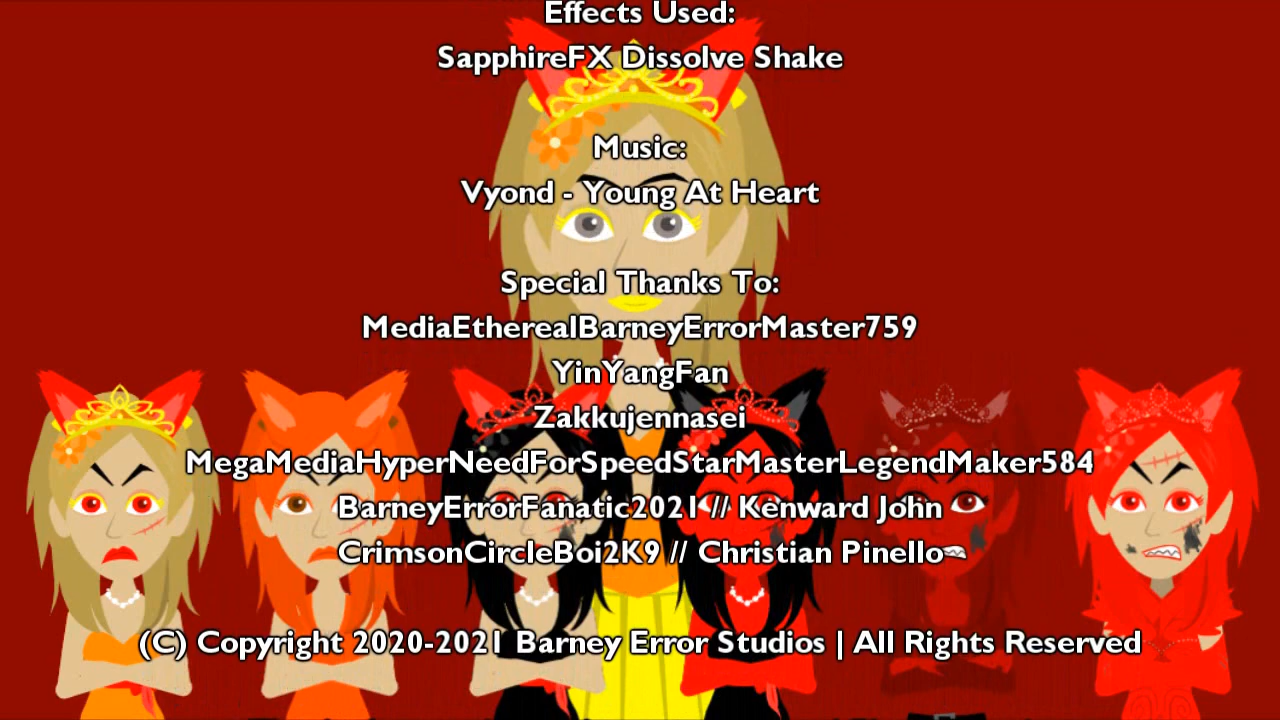 Effects Used:
SapphireFX Dissolve Shake
Music:
Vyond - Young At Heart
Special Thanks To:
MediaEtherealBarneyErrorMaster759
YinYangFan
Zakkujennasei
MegaMediaHyperNeedForSpeedStarMasterLegendMaker584
BarneyErrorFanatic2021 // Kenward John
CrimsonCircleBoi2K9 // Christian Pinello
(C) Copyright 2020-2021 Barney Error Studios | All Rights Reserved